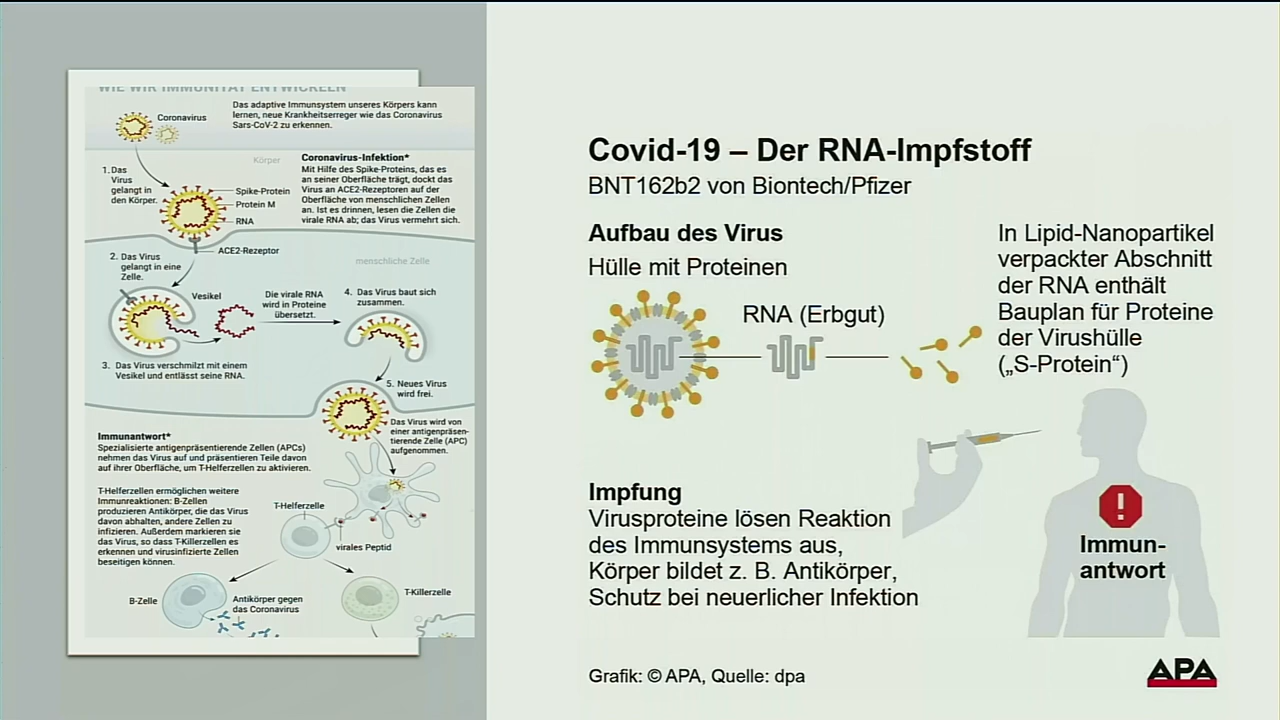 WIE WIR IMMUNITÄT ENTWICKELN
Coronavirus
Das adaptive Immunsystem unseres Körpers kann
lernen, neue Krankheitserreger wie das Coronavirus
Sars-CoV-2 zu erkennen.
Körper
1. Das
Virus
gelangt in
den Körper.
Spike-Protein
Protein M
RNA
Coronavirus-Infektion*
Mit Hilfe des Spike-Proteins, das es
an seiner Oberfläche trägt, dockt das
Virus an ACE2-Rezeptoren auf der
Oberfläche von menschlichen Zellen
an. Ist es drinnen, lesen die Zellen die
virale RNA ab; das Virus vermehrt sich.
ACE2-Rezeptor
2. Das Virus
gelangt in eine
Zelle.
menschliche Zelle
Vesikel
Die virale RNA
wird in Proteine
übersetzt.
4. Das Virus baut sich
zusammen.
3. Das Virus verschmilzt mit einem
Vesikel und entlässt seine RNA.
5. Neues Virus
wird frei.
Das Virus wird von
einer antigenpräsen-
tierende Zelle (APC)
aufgenommen.
Immunantwort*
Spezialisierte antigenpräsentierende Zellen (APCs)
nehmen das Virus auf und präsentieren Teile davon
auf ihrer Oberfläche, um T-Helferzellen zu aktivieren.
T-Helferzellen ermöglichen weitere
Immunreaktionen: B-Zellen
produzieren Antikörper, die das Virus
davon abhalten, andere Zellen zu
infizieren. Außerdem markieren sie
das Virus, so dass T-Killerzellen es
erkennen und virusinfizierte Zellen
beseitigen können.
T-Helferzelle
virales Peptid
B-Zelle
Antikörper gegen
das Coronavirus
T-Killerzelle
Covid-19 – Der RNA-Impfstoff
BNT162b2 von Biontech/Pfizer
Aufbau des Virus
Hülle mit Proteinen
RNA (Erbgut)
In Lipid-Nanopartikel
verpackter Abschnitt
der RNA enthält
Bauplan für Proteine
der Virushülle
(„S-Protein“)
Impfung
Virusproteine lösen Reaktion
des Immunsystems aus,
Körper bildet z. B. Antikörper,
Schutz bei neuerlicher Infektion
!
Immun-
antwort
Grafik: © APA, Quelle: dpa
APA